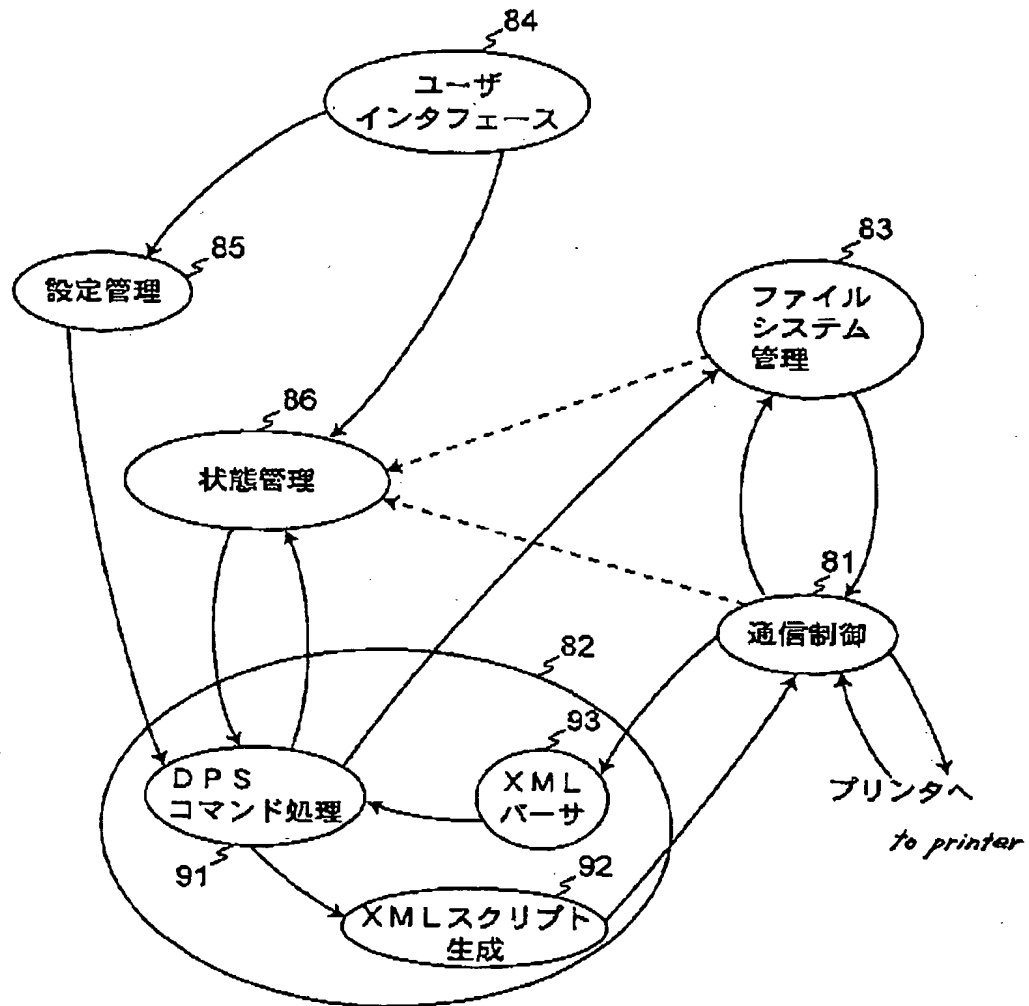 84
ユーザ
インタフェース
85
設定管理
83
ファイル
システム
管理
86
状態管理
81
通信制御
82
93
DPS
コマンド処理
XML
パーサ
プリンタへ
to printer
91
92
XMLスクリプト
生成